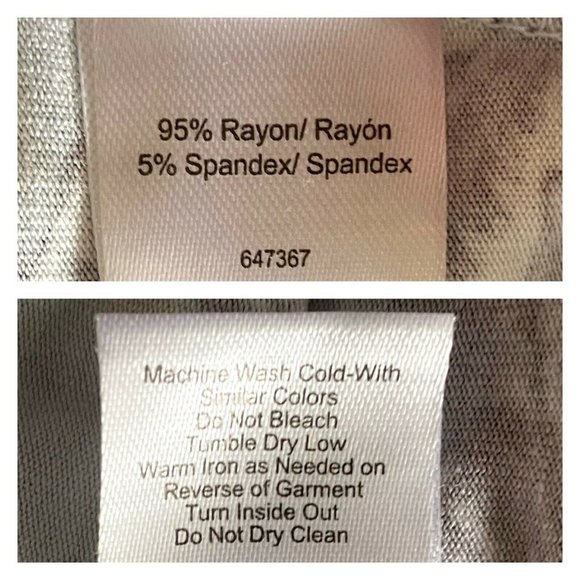 95% Rayon/ Rayón
5% Spandex/ Spandex
647367
Machine Wash Cold-With
Similar Colors
Do Not Bleach
Tumble Dry Low
Warm Iron as Needed on
Reverse of Garment
Turn Inside Out
Do Not Dry Clean